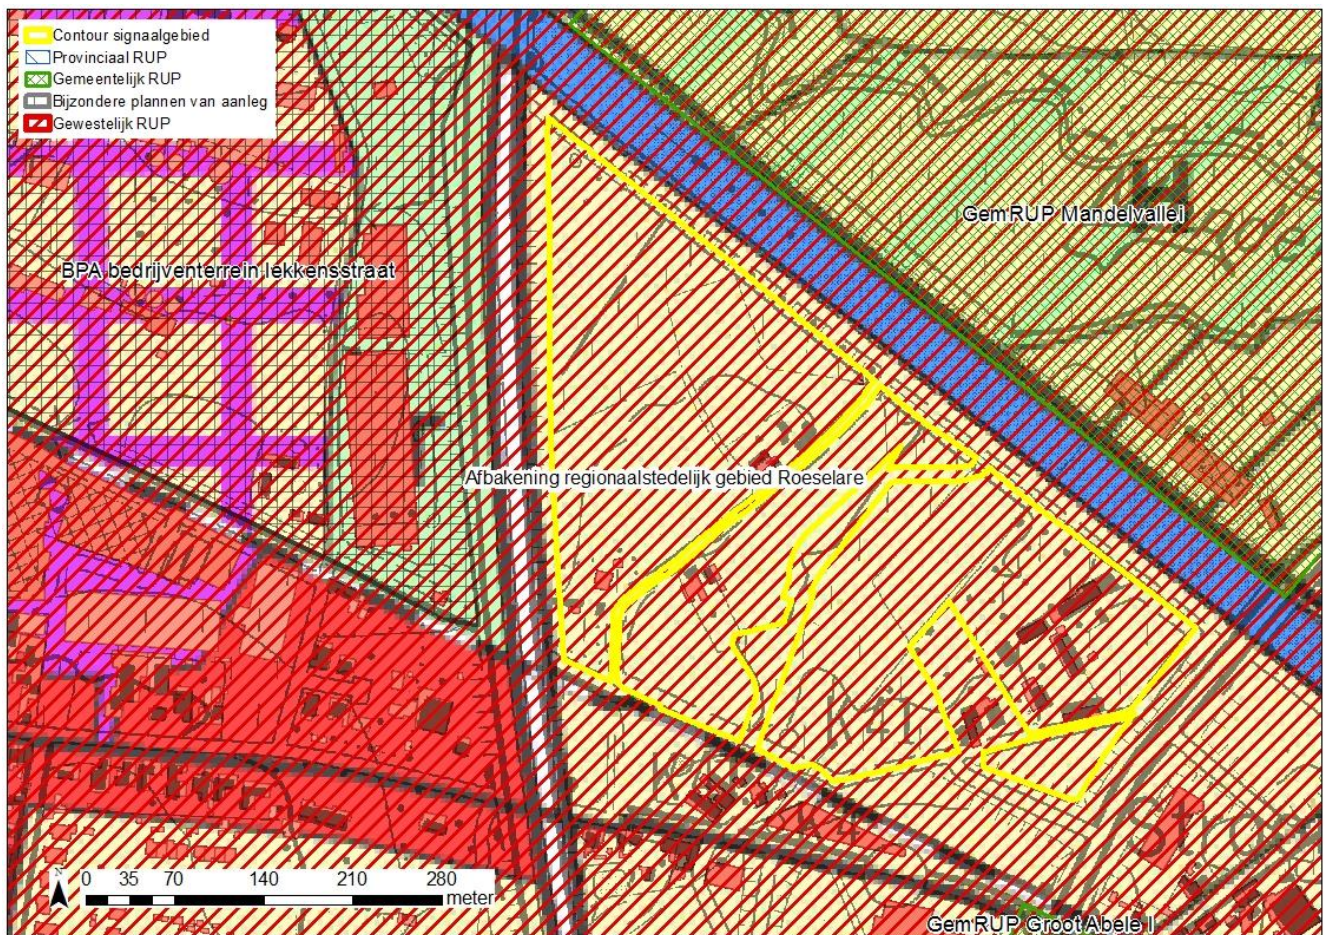 Contour signaalgebied
Provinciaal RUP
Gemeentelijk RUP
Bijzondere plannen van aanleg
Gewestelijk RUP
GemRUP Mandelvallei
BPA bedrijventerrein lekkensstraat
Afbakening regionaalstedelijk gebied Roeselare
K41
N
0 35 70 140 210 280
meter
GemRUP Groot Abele I